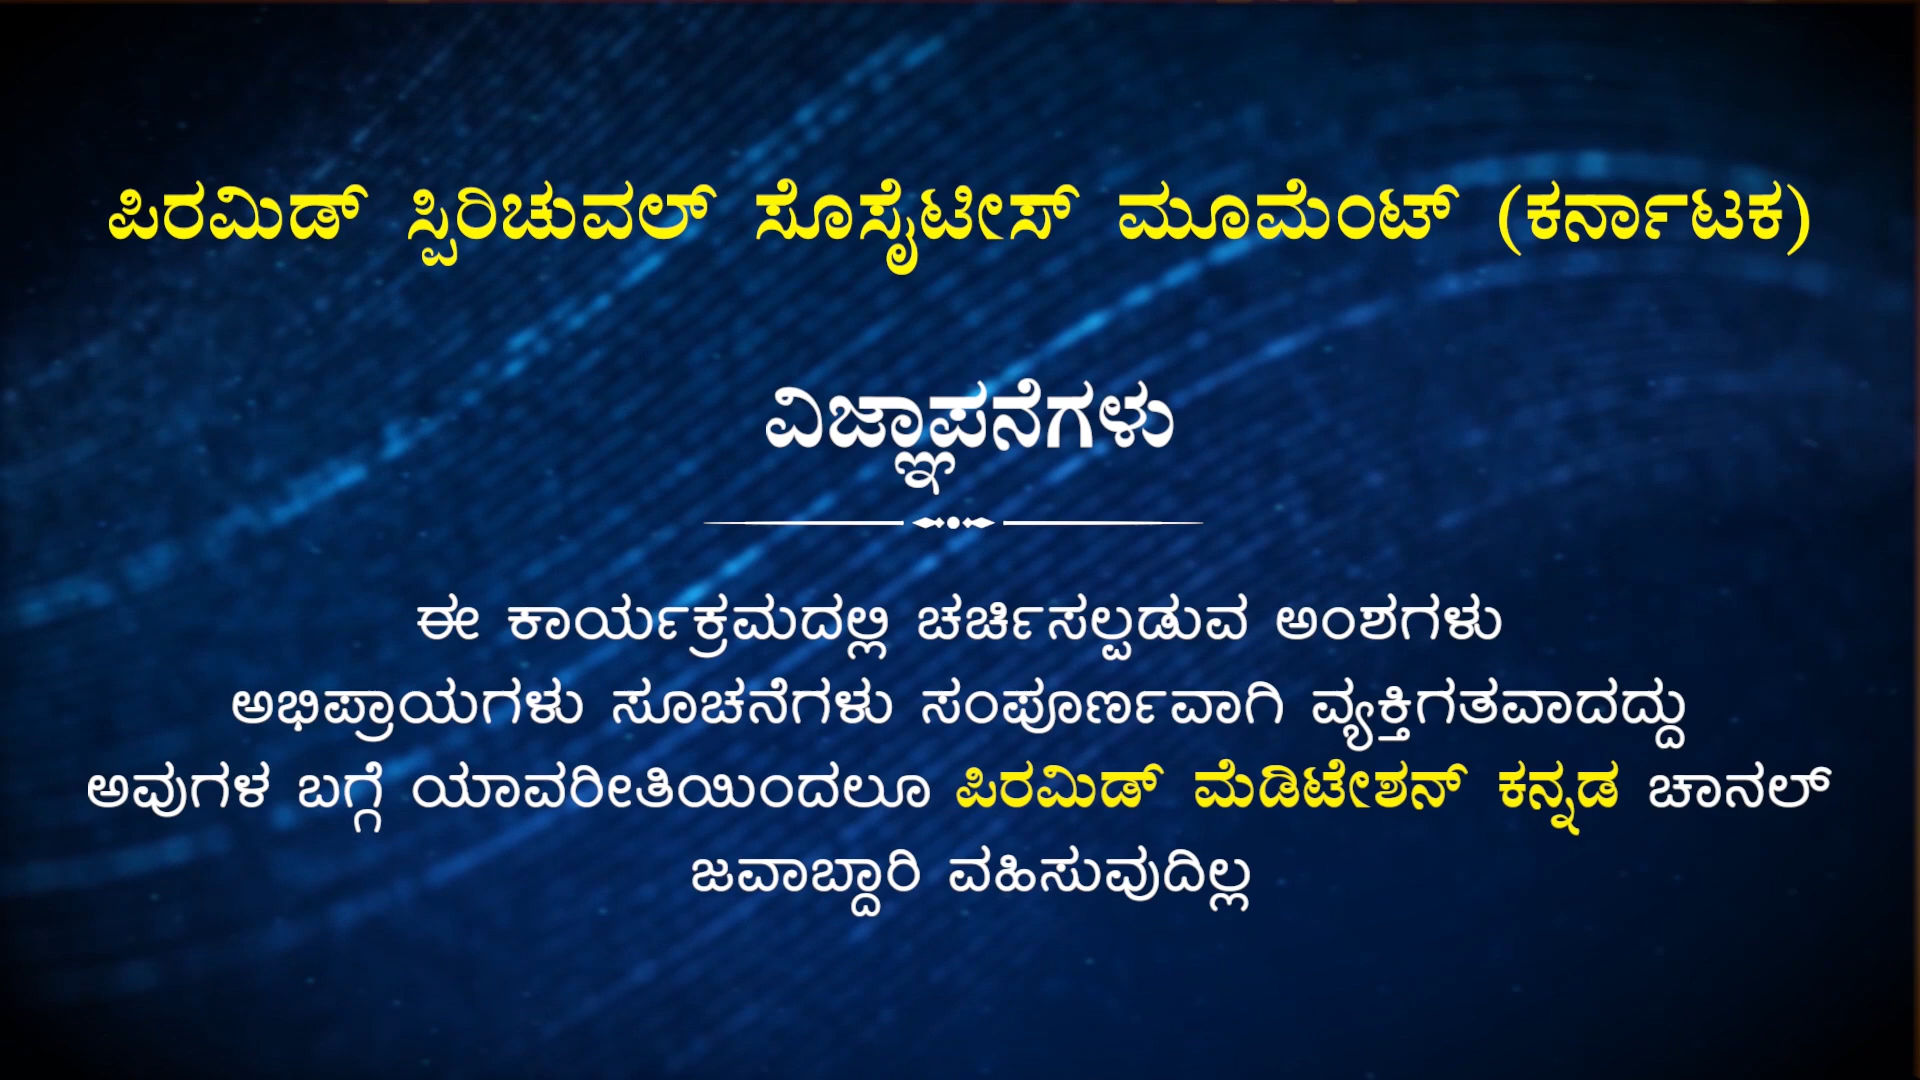 ಪಿರಮಿಡ್ ಸ್ಪಿರಿಚುವಲ್ ಸೊಸೈಟೀಸ್ ಮೂಮೆಂಟ್ (ಕರ್ನಾಟಕ)
ವಿಜ್ಞಾಪನೆಗಳು
ಈ ಕಾರ್ಯಕ್ರಮದಲ್ಲಿ ಚರ್ಚಿಸಲ್ಪಡುವ ಅಂಶಗಳು
ಅಭಿಪ್ರಾಯಗಳು ಸೂಚನೆಗಳು ಸಂಪೂರ್ಣವಾಗಿ ವ್ಯಕ್ತಿಗತವಾದದ್ದು
ಅವುಗಳ ಬಗ್ಗೆ ಯಾವರೀತಿಯಿಂದಲೂ ಪಿರಮಿಡ್ ಮೆಡಿಟೇಶನ್ ಕನ್ನಡ ಚಾನಲ್
ಜವಾಬ್ದಾರಿ ವಹಿಸುವುದಿಲ್ಲ